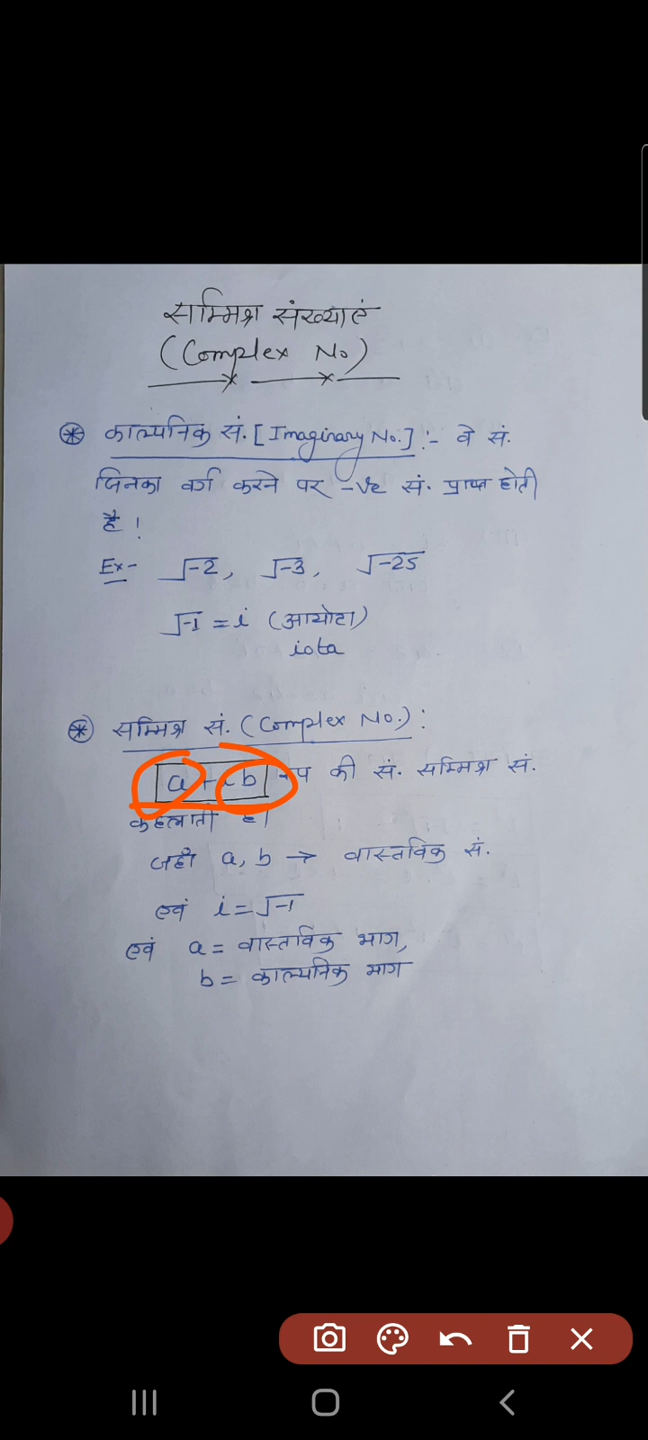 सम्मिश्र संख्याएं
(Complex No)
काल्पनिक सं. [Imaginary No.] :- वे सं.
जिनका वर्ग करने पर -ve सं. प्राप्त होती
है !
Ex- √-2, √-3, √-25
√-1 = i (आयोटा)
iota
सम्मिश्र सं. (Complex No.) :
a + ib रूप की सं. सम्मिश्र सं.
कहलाती है।
जहाँ a, b → वास्तविक सं.
एवं i = √-1
एवं a = वास्तविक भाग,
b = काल्पनिक भाग